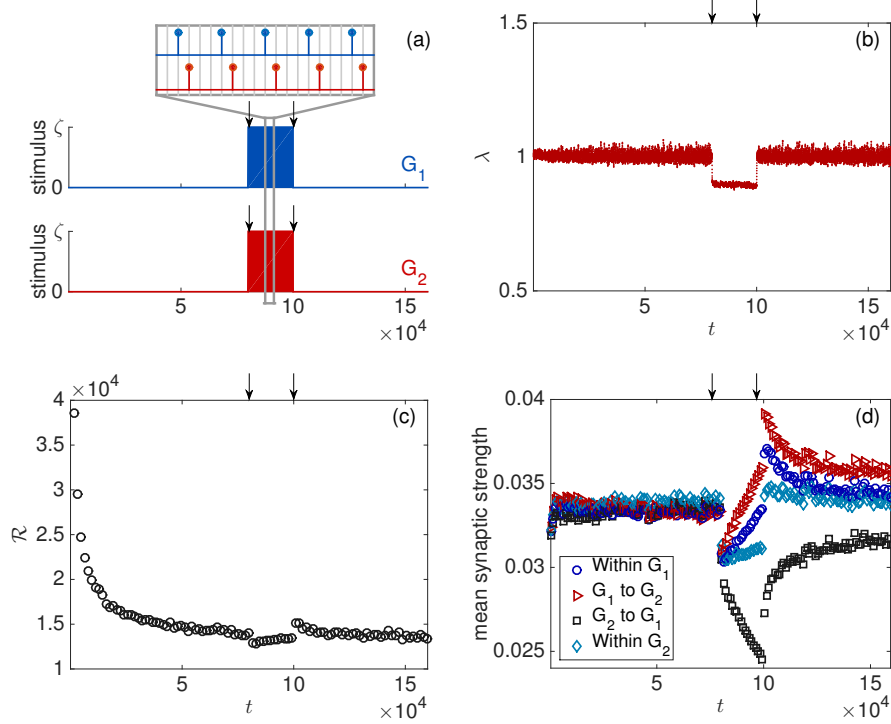 (a)
stimulus
ζ
0
G1
stimulus
ζ
0
G2
5 10 15
×10^4
(b)
1.5
1
0.5
λ
5 10 15
t ×10^4
(c)
×10^4
4
3.5
3
2.5
2
1.5
1
ℛ
5 10 15
t ×10^4
(d)
0.04
0.035
0.03
0.025
mean synaptic strength
Within G1
G1 to G2
G2 to G1
Within G2
5 10 15
t ×10^4